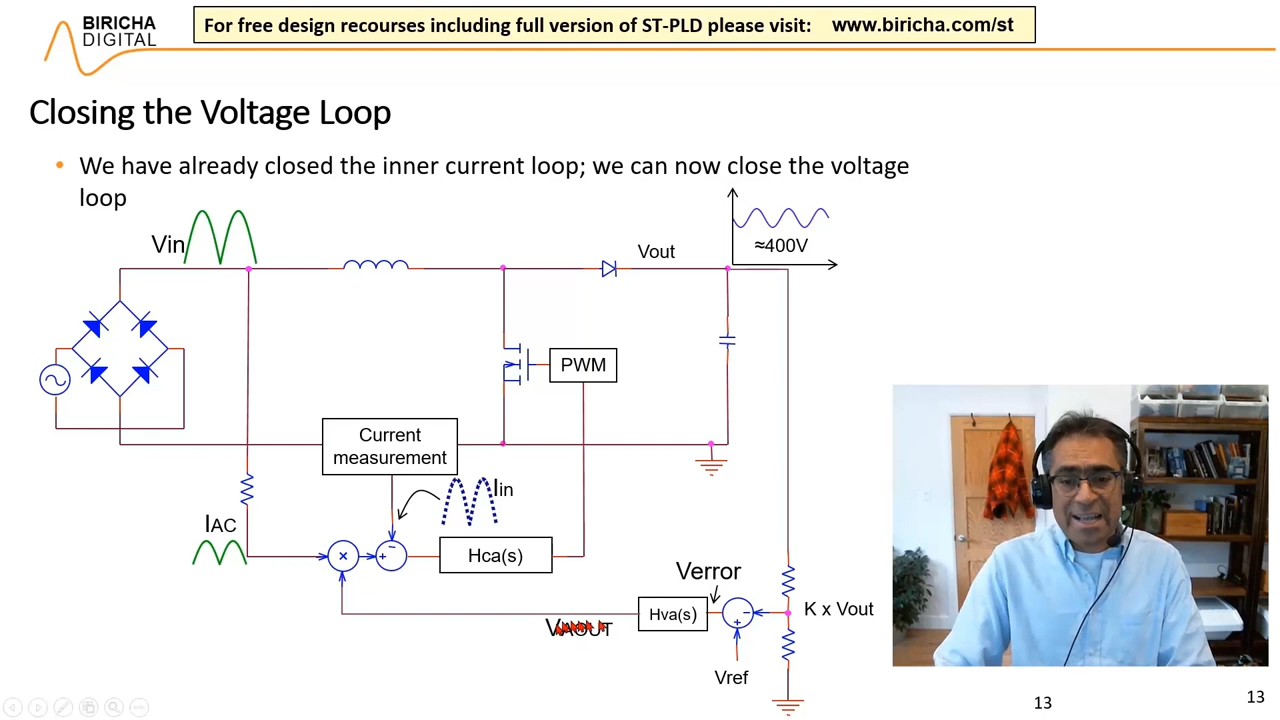 BIRICHA
DIGITAL
For free design recourses including full version of ST-PLD please visit: www.biricha.com/st
Closing the Voltage Loop
• We have already closed the inner current loop; we can now close the voltage
loop
Vin
Vout
≈400V
PWM
Current
measurement
Iin
IAC
×
+
−
Hca(s)
Verror
Hva(s)
−
+
K x Vout
VAOUT
Vref
13
13